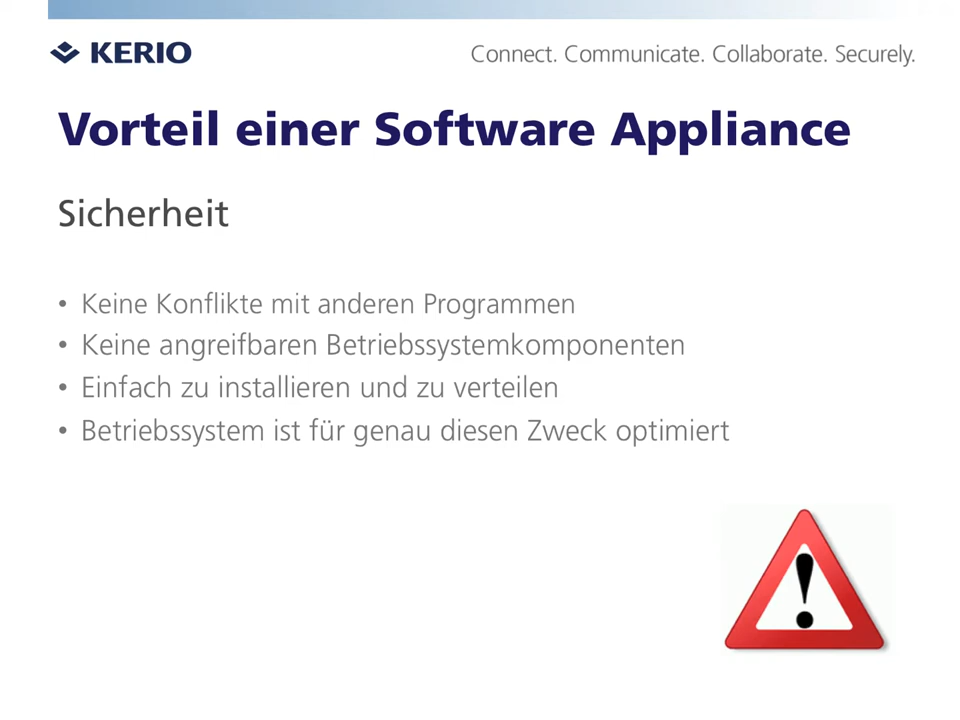 KERIO
Connect. Communicate. Collaborate. Securely.
Vorteil einer Software Appliance
Sicherheit
• Keine Konflikte mit anderen Programmen
• Keine angreifbaren Betriebssystemkomponenten
• Einfach zu installieren und zu verteilen
• Betriebssystem ist für genau diesen Zweck optimiert
!